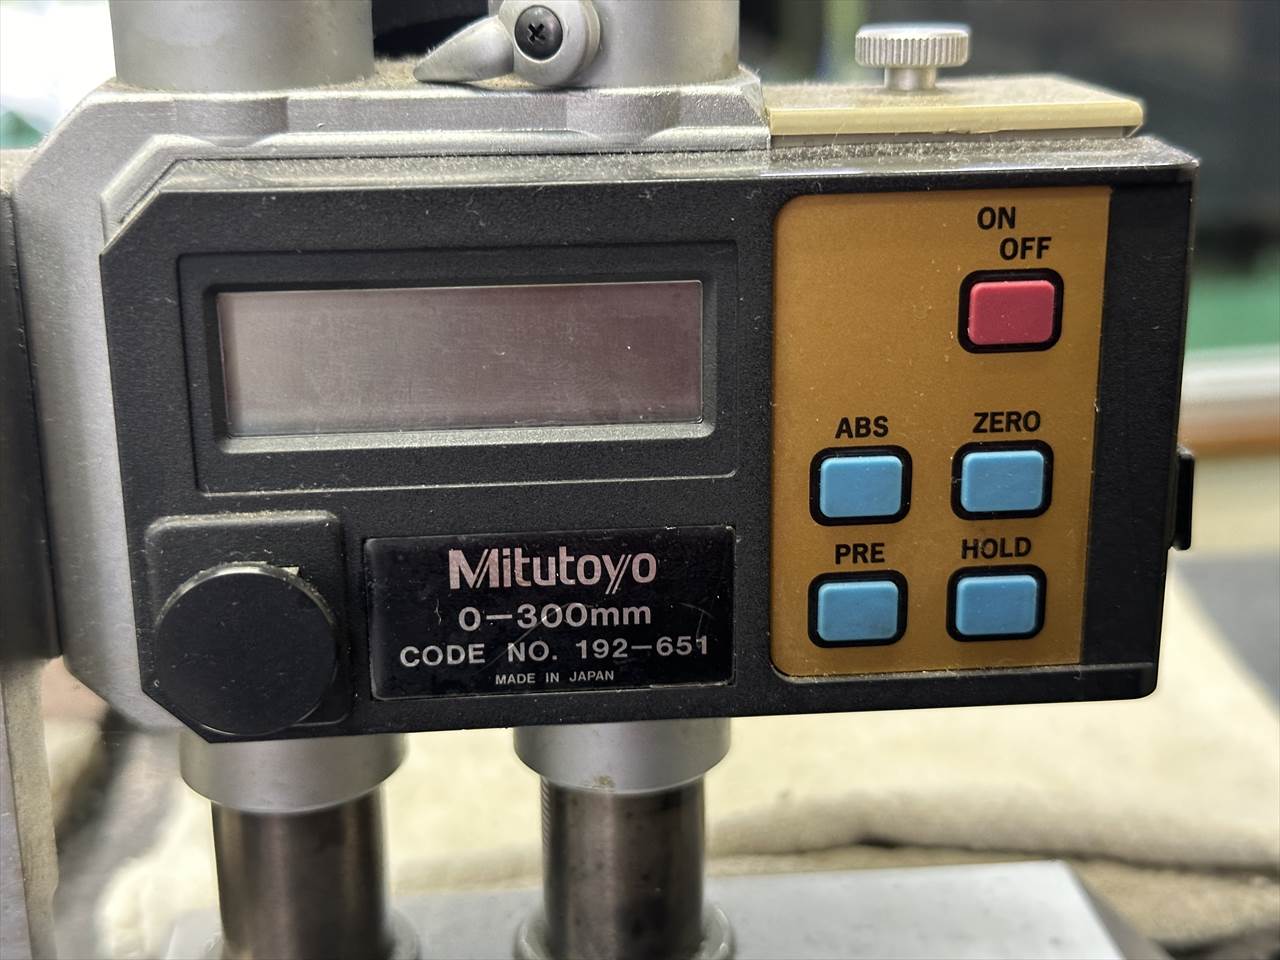 ON
OFF
ABS ZERO
PRE HOLD
Mitutoyo
0-300mm
CODE NO. 192-651
MADE IN JAPAN